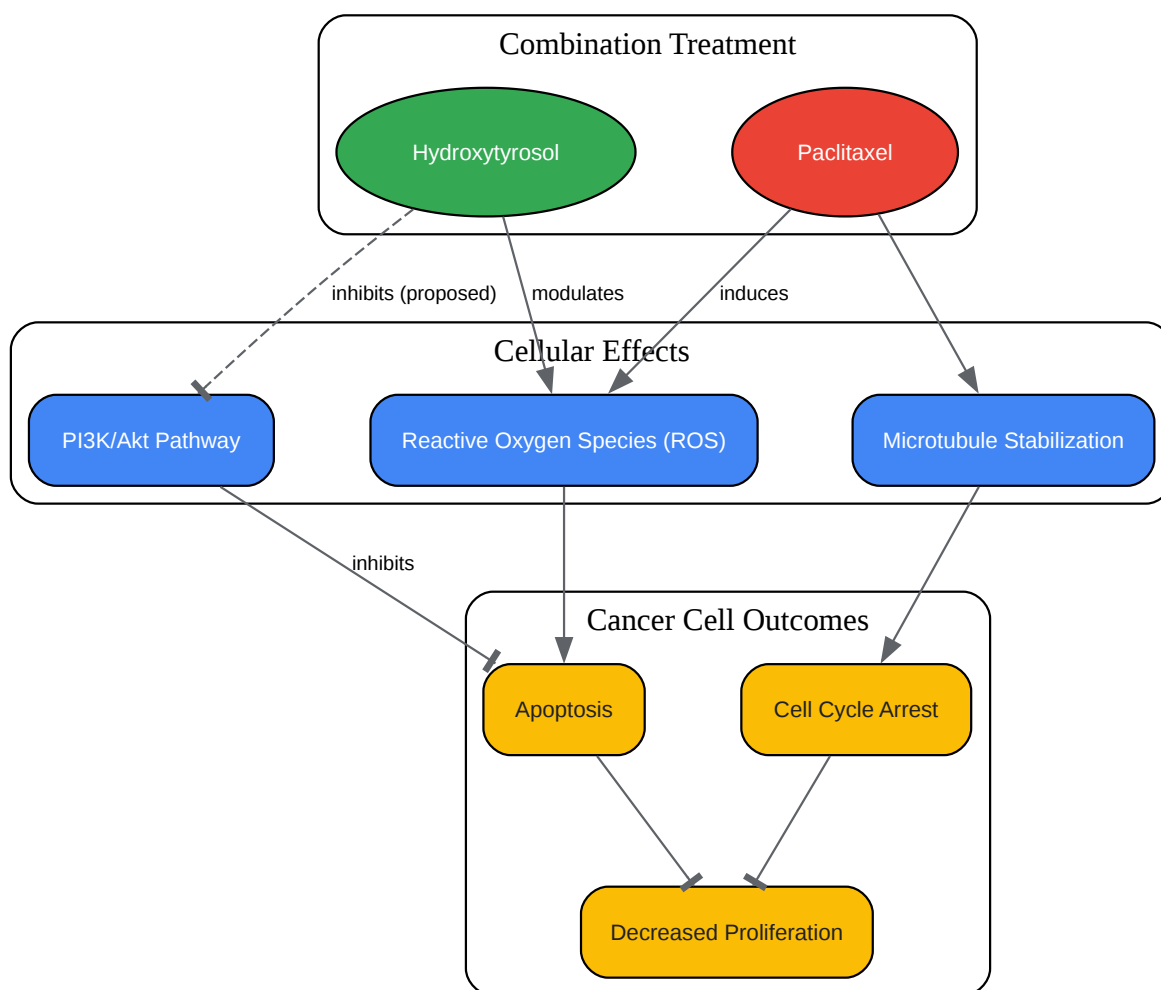 Combination Treatment
Hydroxytyrosol
Paclitaxel
inhibits (proposed)
modulates
induces
Cellular Effects
PI3K/Akt Pathway
Reactive Oxygen Species (ROS)
Microtubule Stabilization
inhibits
Cancer Cell Outcomes
Apoptosis
Cell Cycle Arrest
Decreased Proliferation